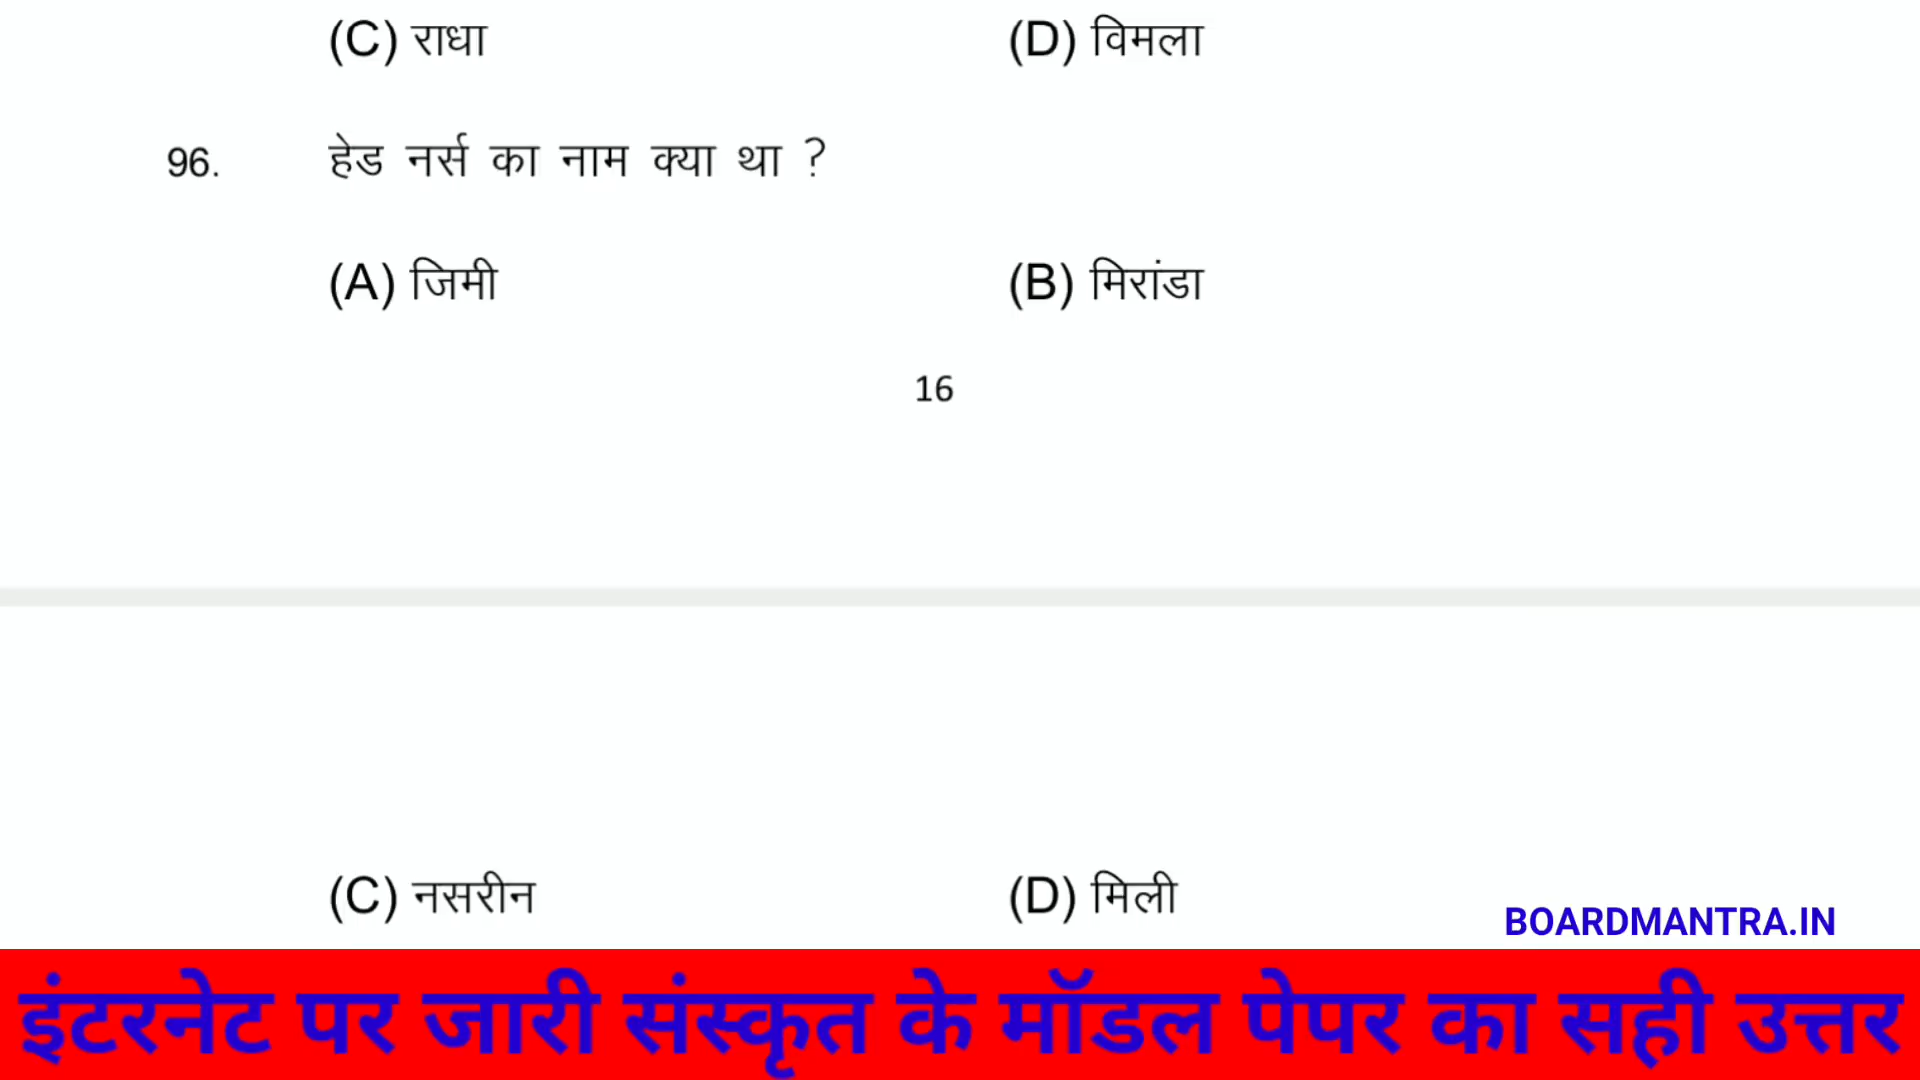 (C) राधा (D) विमला
96. हेड नर्स का नाम क्या था ?
(A) जिमी (B) मिरांडा
16
(C) नसरीन (D) मिली
BOARDMANTRA.IN
इंटरनेट पर जारी संस्कृत के मॉडल पेपर का सही उत्तर